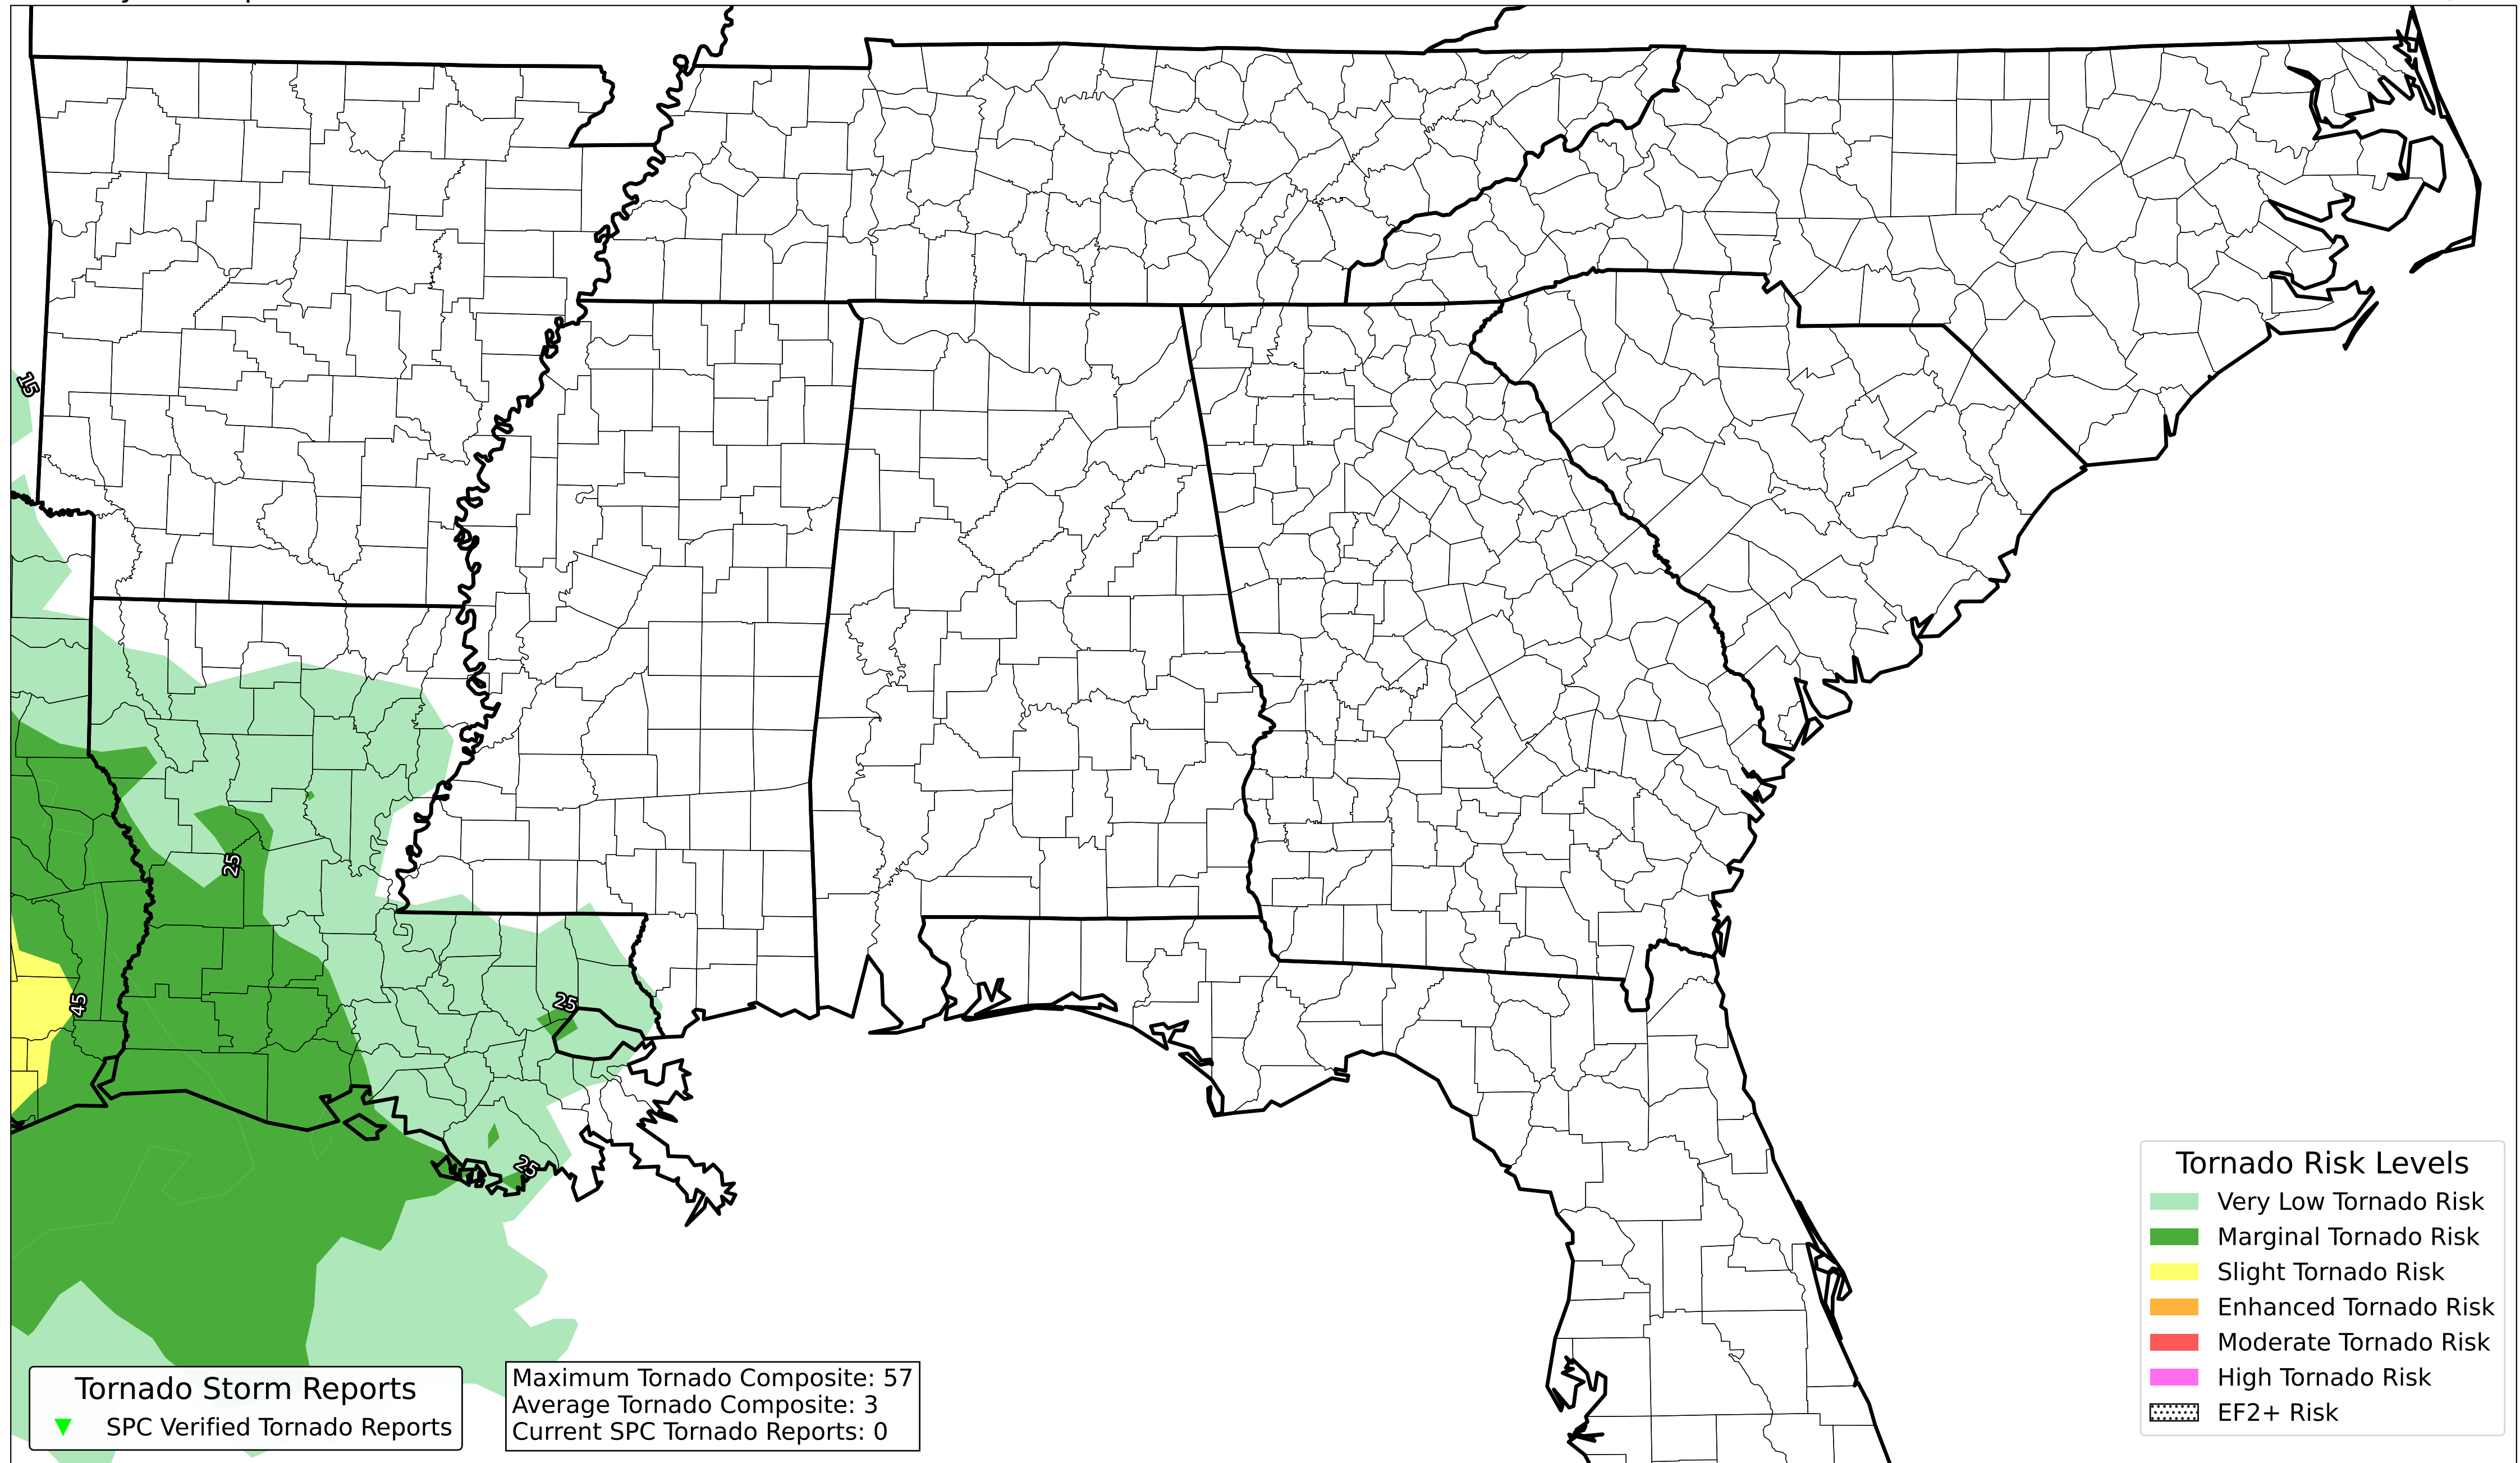 15
25
45
25
25
Tornado Risk Levels
Very Low Tornado Risk
Marginal Tornado Risk
Slight Tornado Risk
Enhanced Tornado Risk
Moderate Tornado Risk
High Tornado Risk
EF2+ Risk
Tornado Storm Reports
SPC Verified Tornado Reports
Maximum Tornado Composite: 57
Average Tornado Composite: 3
Current SPC Tornado Reports: 0